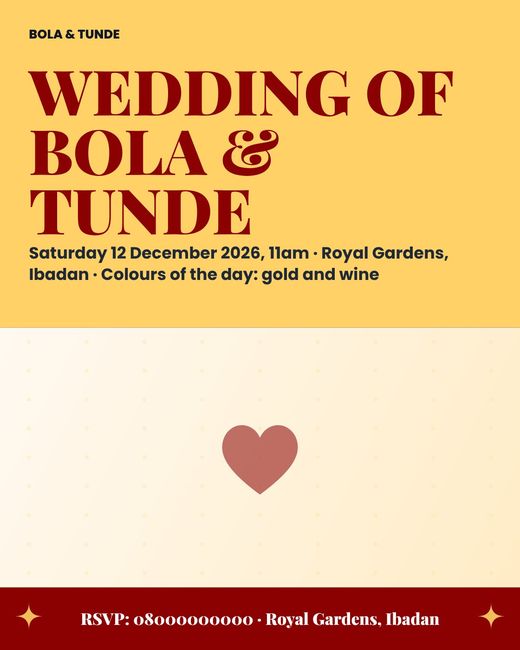 BOLA & TUNDE
WEDDING OF
BOLA &
TUNDE
Saturday 12 December 2026, 11am · Royal Gardens,
Ibadan · Colours of the day: gold and wine
RSVP: 08000000000 · Royal Gardens, Ibadan